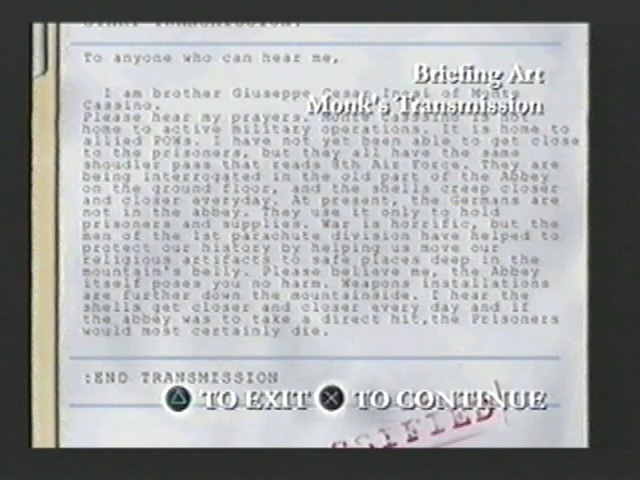 START TRANSMISSION:
To anyone who can hear me,
Briefing Art
I am brother Giuseppe Cesar of Monte
Monk's Transmission
Cassino.
Please hear my prayers. Monte Cassino is not
home to active military operations. It is home to
allied POWs. I have not yet been able to get close
to the prisoners, but they all have the same
shoudler pass that reads 8th Air Force. They are
being interrogated in the old part of the Abbey
on the ground floor, and the shells creep closer
and closer everyday. At present, the Germans are
not in the abbey. They use it only to hold
prisoners and supplies. War is horrific, but the
men of the 1st parachute division have helped to
protect our history by helping us move our
religious artifacts to safe places deep in the
mountain's belly. Please believe me, the Abbey
itself poses you no harm. Weapons installations
are further down the mountainside. I hear the
shells get closer and closer every day and if
the abbey was to take a direct hit,the Prisoners
would most certainly die.
:END TRANSMISSION
TO EXIT TO CONTINUE
SSIFIED